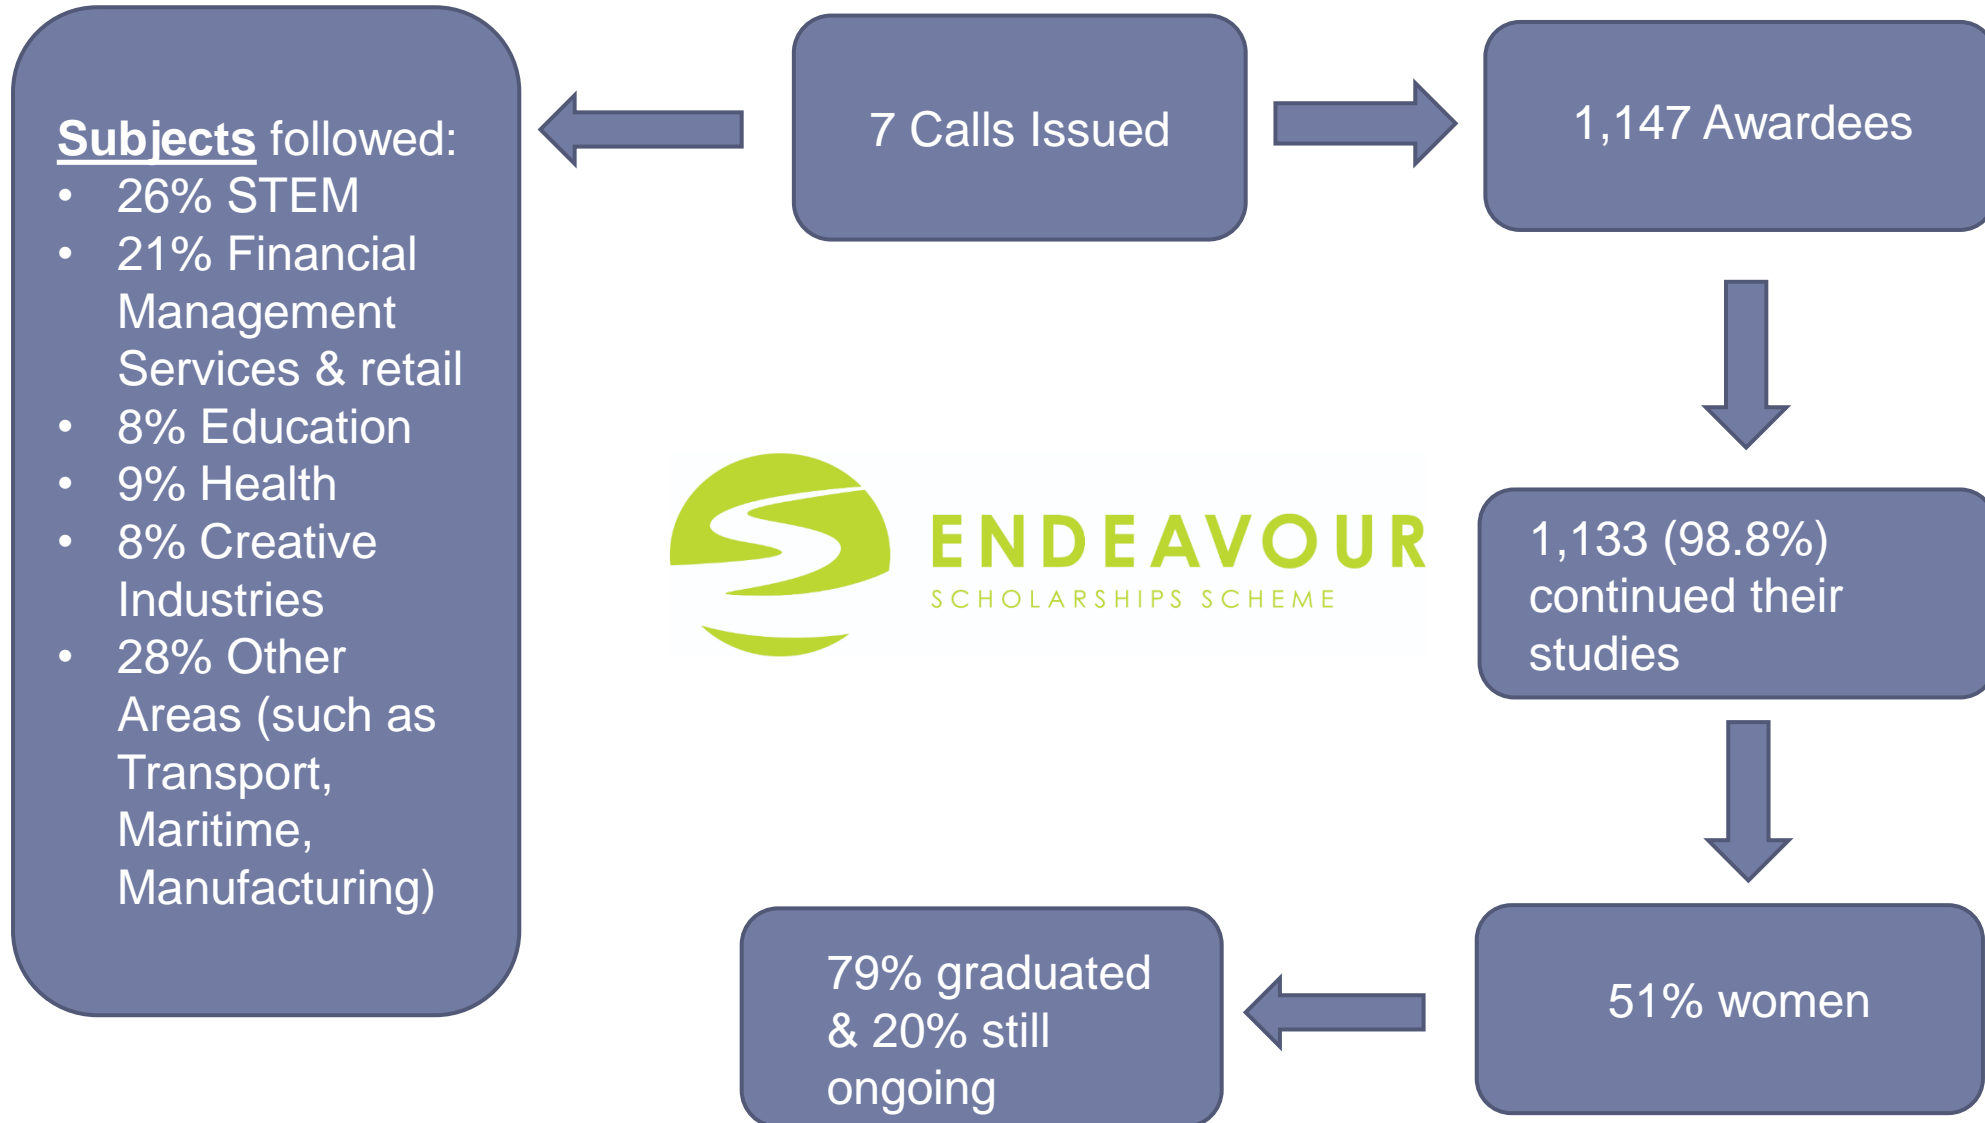 Subjects followed:
• 26% STEM
• 21% Financial
Management
Services & retail
• 8% Education
• 9% Health
• 8% Creative
Industries
• 28% Other
Areas (such as
Transport,
Maritime,
Manufacturing)
7 Calls Issued
1,147 Awardees
ENDEAVOUR
SCHOLARSHIPS SCHEME
1,133 (98.8%)
continued their
studies
51% women
79% graduated
& 20% still
ongoing